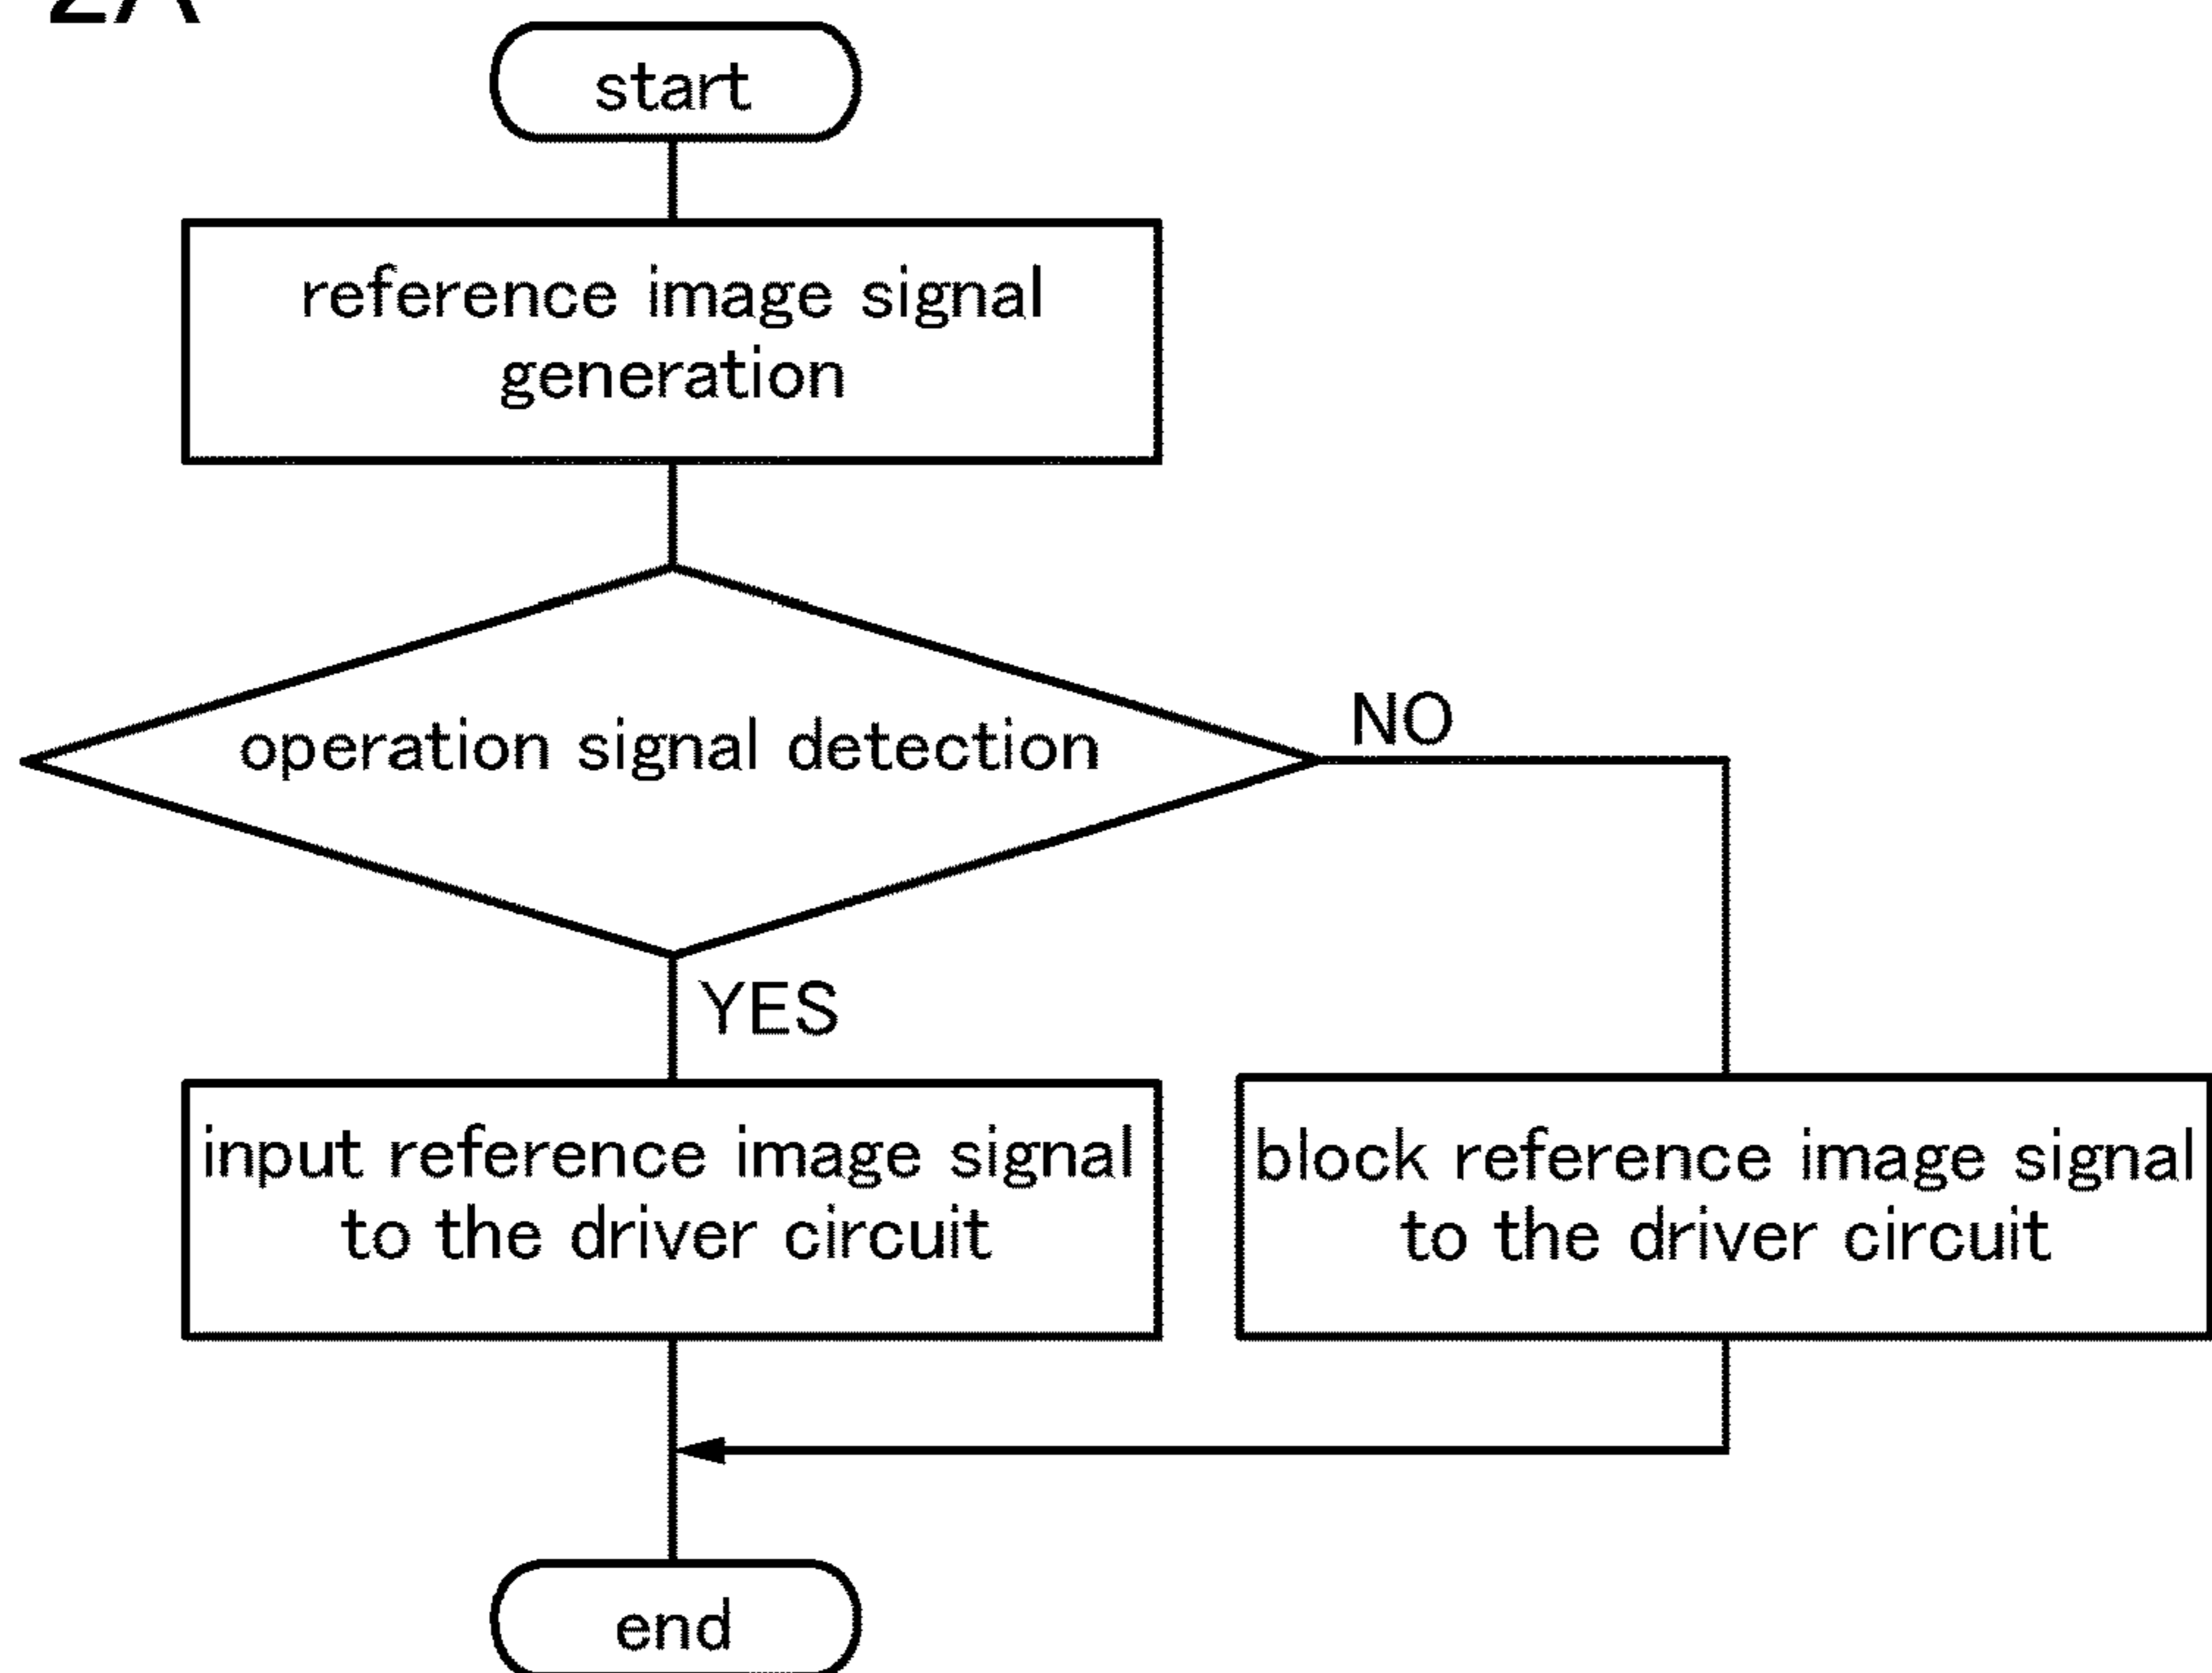 2A
start
reference image signal
generation
operation signal detection
NO
YES
input reference image signal
to the driver circuit
block reference image signal
to the driver circuit
end